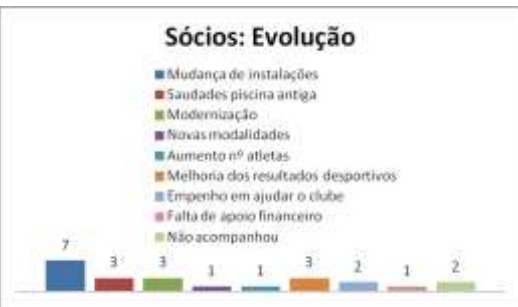 Sócios: Evolução
Mudança de instalações
Saudades piscina antiga
Modernização
Novas modalidades
Aumento nº atletas
Melhoria dos resultados desportivos
Empenho em ajudar o clube
Falta de apoio financeiro
Não acompanhou
7 3 3 1 1 3 2 1 2